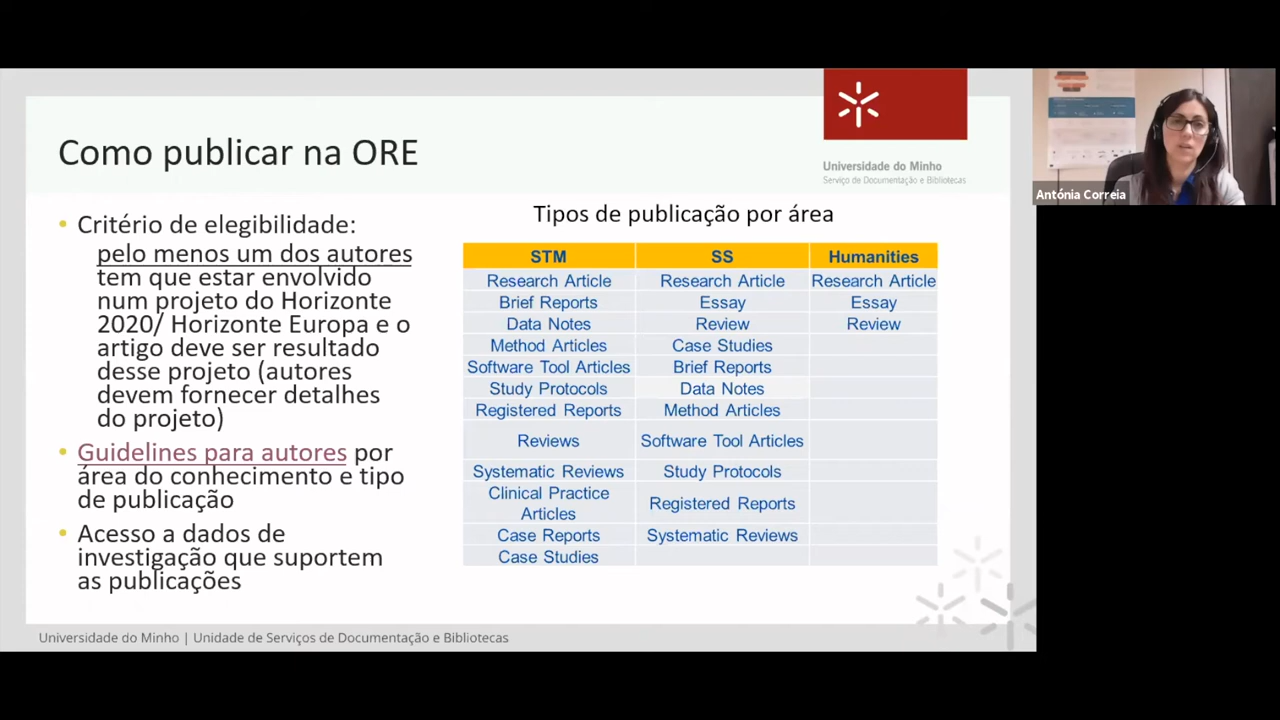 Como publicar na ORE
Universidade do Minho
Serviço de Documentação e Bibliotecas
Antónia Correia
• Critério de elegibilidade:
pelo menos um dos autores
tem que estar envolvido
num projeto do Horizonte
2020/ Horizonte Europa e o
artigo deve ser resultado
desse projeto (autores
devem fornecer detalhes
do projeto)
• Guidelines para autores por
área do conhecimento e tipo
de publicação
• Acesso a dados de
investigação que suportem
as publicações
Tipos de publicação por área
STM SS Humanities
Research Article Research Article Research Article
Brief Reports Essay Essay
Data Notes Review Review
Method Articles Case Studies
Software Tool Articles Brief Reports
Study Protocols Data Notes
Registered Reports Method Articles
Reviews Software Tool Articles
Systematic Reviews Study Protocols
Clinical Practice
Articles Registered Reports
Case Reports Systematic Reviews
Case Studies
Universidade do Minho | Unidade de Serviços de Documentação e Bibliotecas